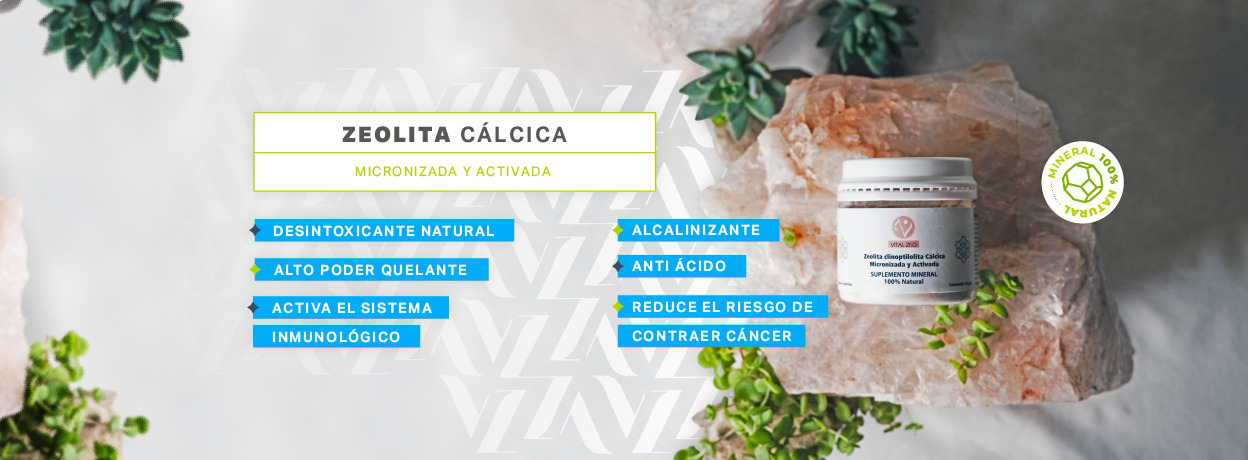 ZEOLITA CÁLCICA
MICRONIZADA Y ACTIVADA
DESINTOXICANTE NATURAL
ALTO PODER QUELANTE
ACTIVA EL SISTEMA
INMUNOLÓGICO
ALCALINIZANTE
ANTI ÁCIDO
REDUCE EL RIESGO DE
CONTRAER CÁNCER
VITAL ZEO
Zeolita clinoptilolita Cálcica
Micronizada y Activada
SUPLEMENTO MINERAL
100% Natural
MINERAL 100% NATURAL